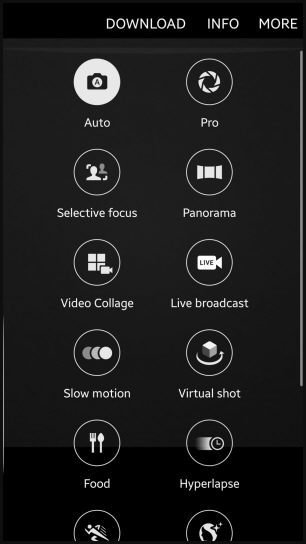 DOWNLOAD INFO MORE
Auto Pro
Selective focus Panorama
LIVE
Video Collage Live broadcast
Slow motion Virtual shot
Food Hyperlapse